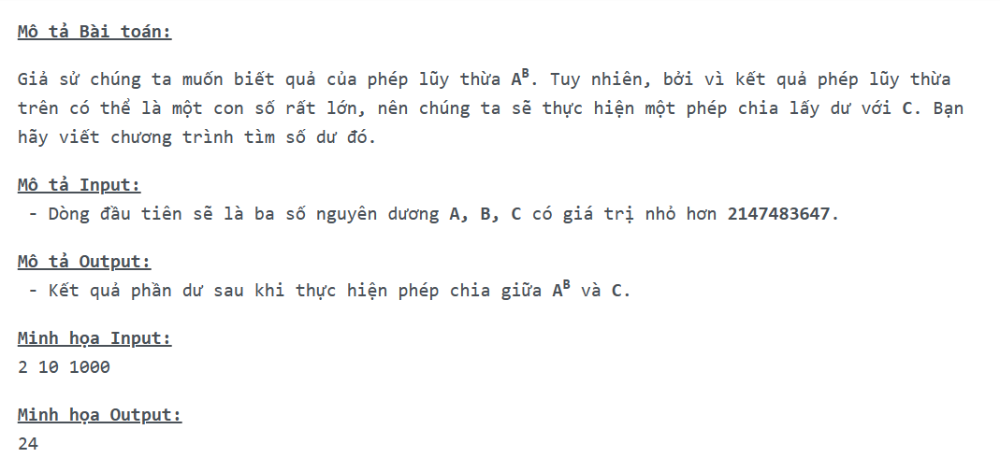 Mô tả Bài toán:
Giả sử chúng ta muốn biết quả của phép lũy thừa A^B. Tuy nhiên, bởi vì kết quả phép lũy thừa
trên có thể là một con số rất lớn, nên chúng ta sẽ thực hiện một phép chia lấy dư với C. Bạn
hãy viết chương trình tìm số dư đó.
Mô tả Input:
- Dòng đầu tiên sẽ là ba số nguyên dương A, B, C có giá trị nhỏ hơn 2147483647.
Mô tả Output:
- Kết quả phần dư sau khi thực hiện phép chia giữa A^B và C.
Minh họa Input:
2 10 1000
Minh họa Output:
24